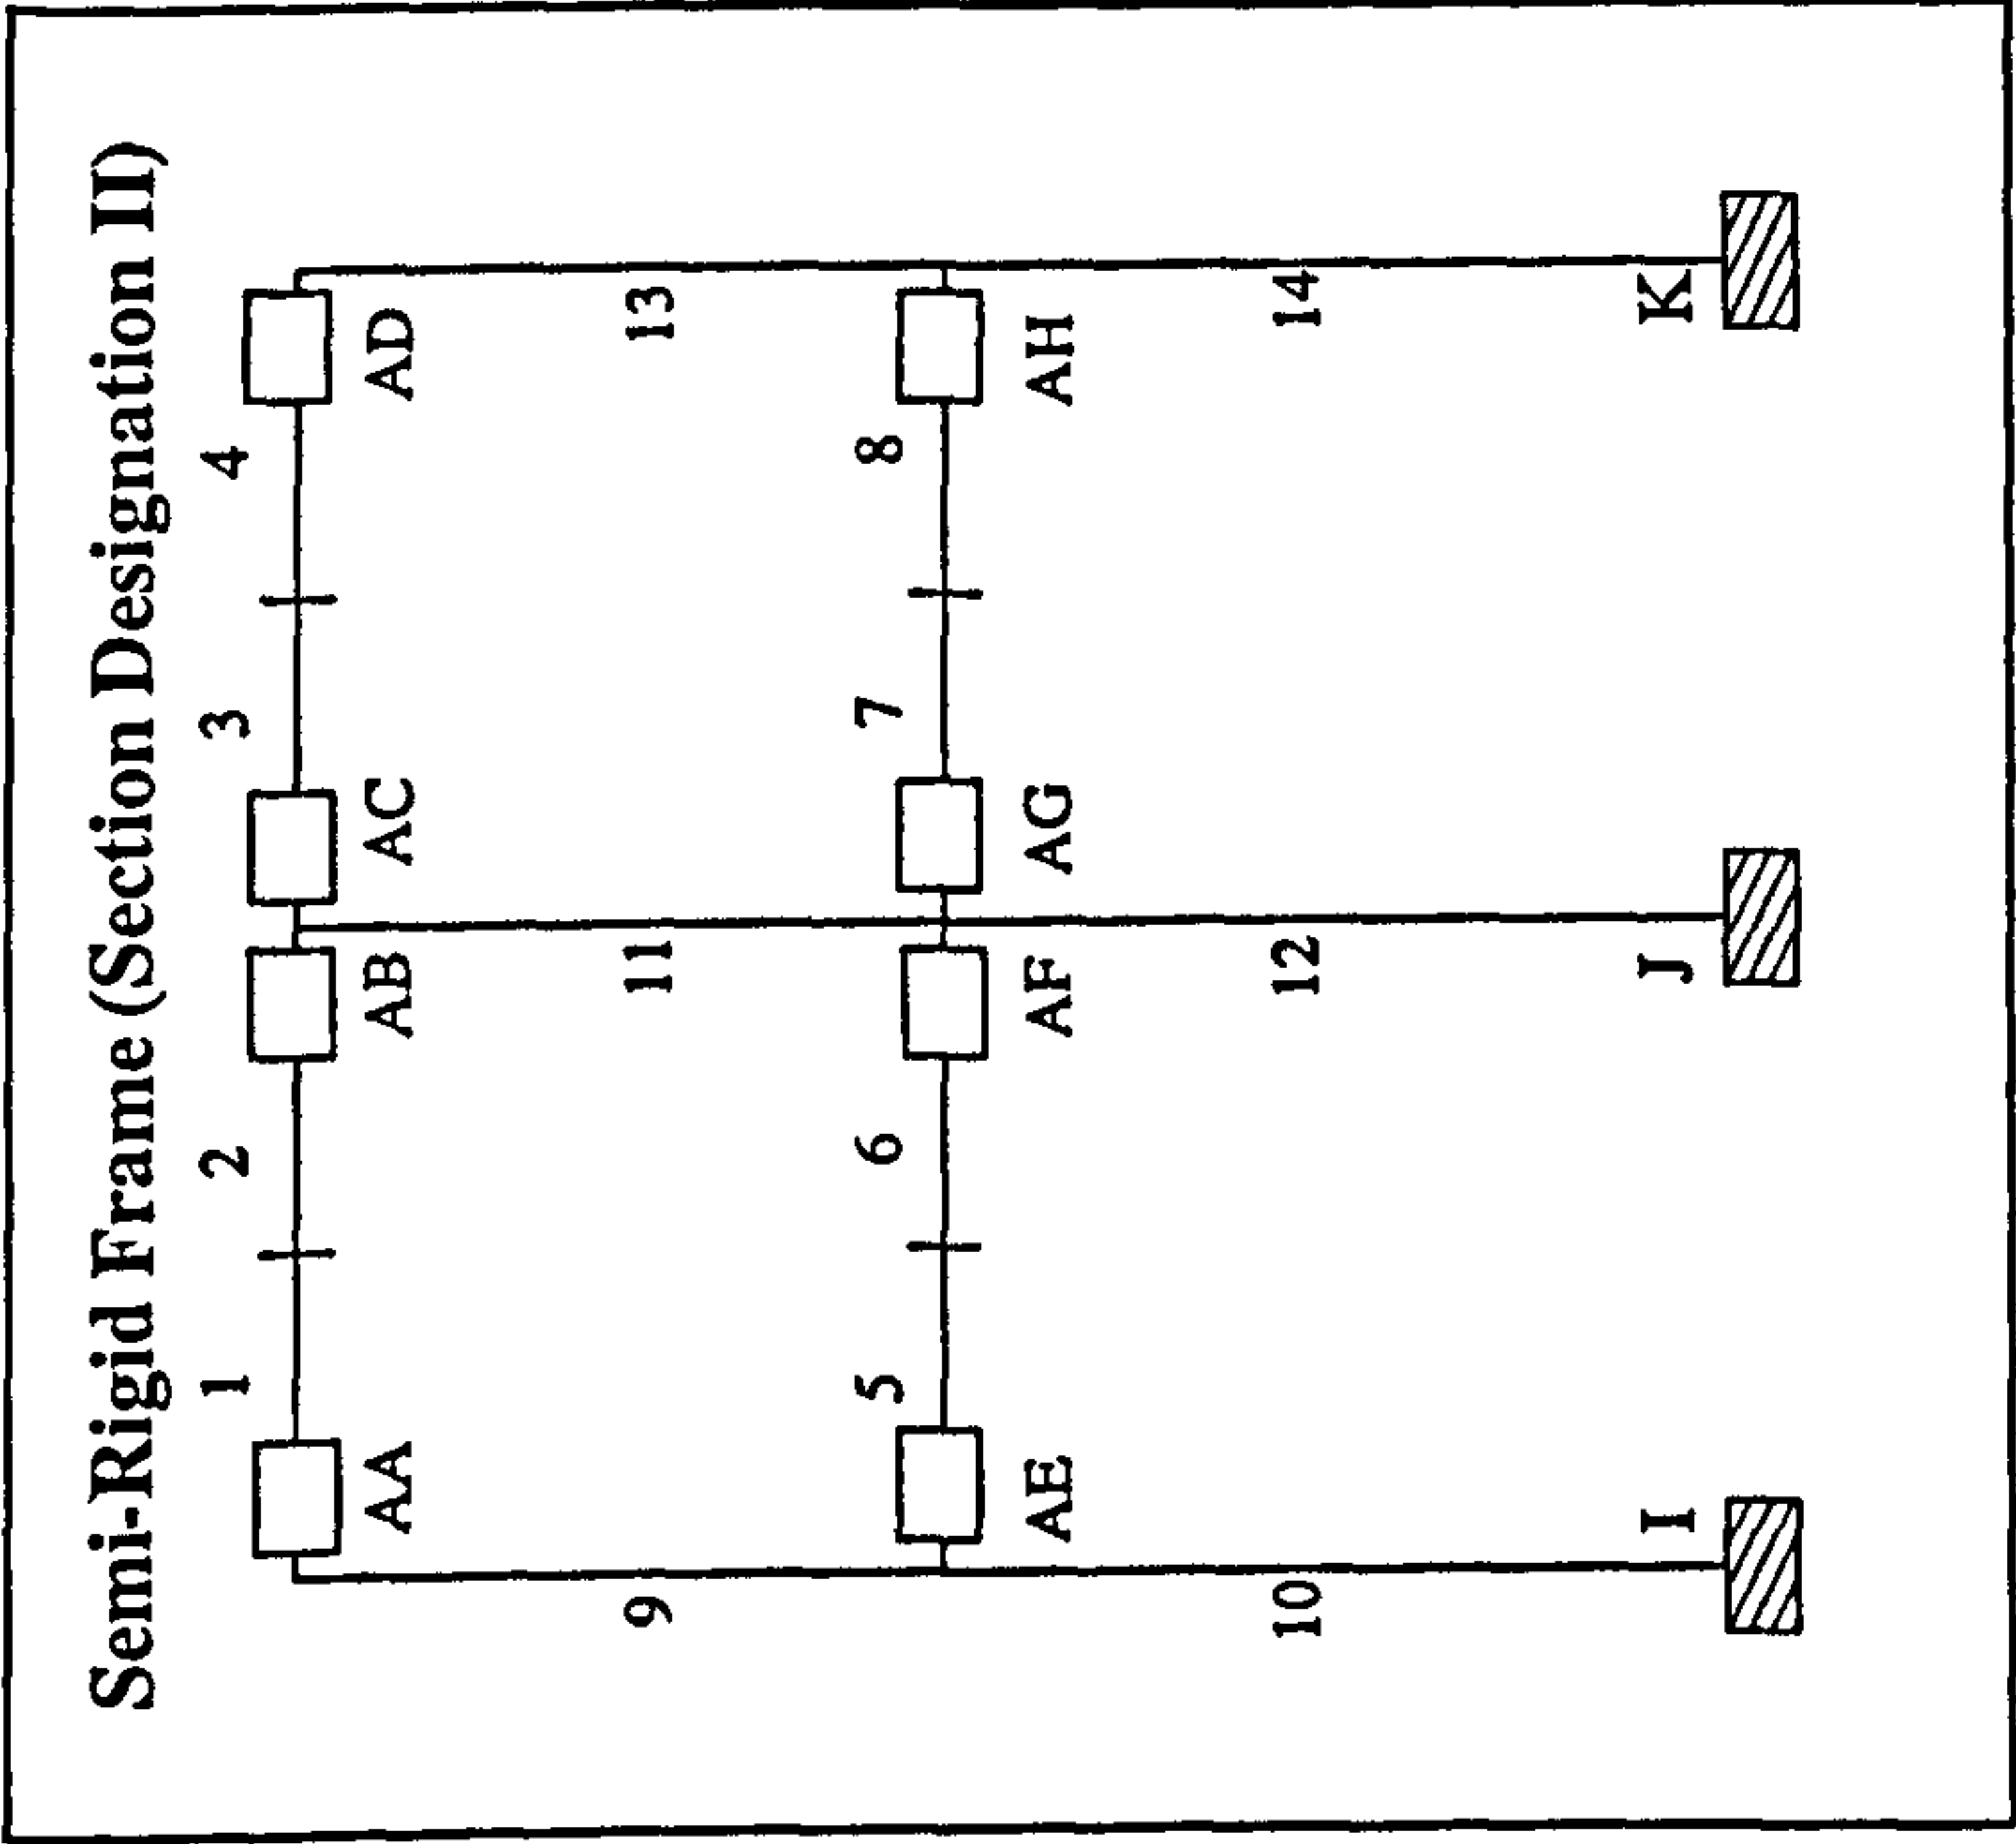 Semi-Rigid Frame (Section Designation II)
1 2 3 4
AA AB AC AD
9 11 13
5 6 7 8
AE AF AG AH
10 12 14
I J K